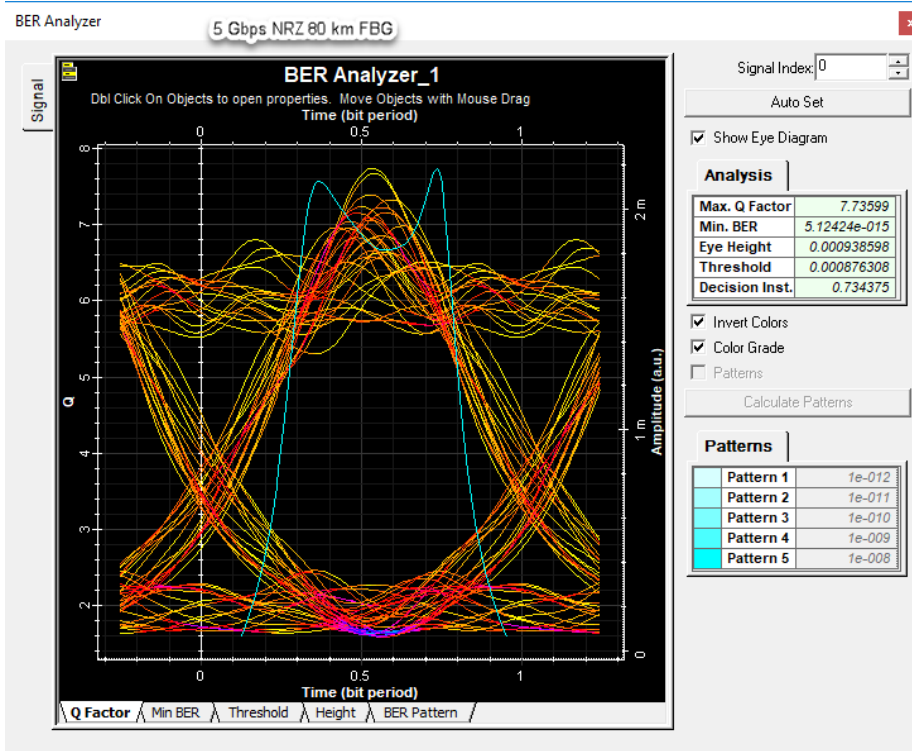 BER Analyzer
5 Gbps NRZ 80 km FBG
Signal
BER Analyzer_1
Dbl Click On Objects to open properties. Move Objects with Mouse Drag
Time (bit period)
0 0.5 1
8
7
6
5
4
3
2
Q
2 m
1 m
0
Amplitude (a.u.)
0 0.5 1
Time (bit period)
Q Factor Min BER Threshold Height BER Pattern
Signal Index: 0
Auto Set
Show Eye Diagram
Analysis
Max. Q Factor 7.73599
Min. BER 5.12424e-015
Eye Height 0.000938598
Threshold 0.000876308
Decision Inst. 0.734375
Invert Colors
Color Grade
Patterns
Calculate Patterns
Patterns
Pattern 1 1e-012
Pattern 2 1e-011
Pattern 3 1e-010
Pattern 4 1e-009
Pattern 5 1e-008